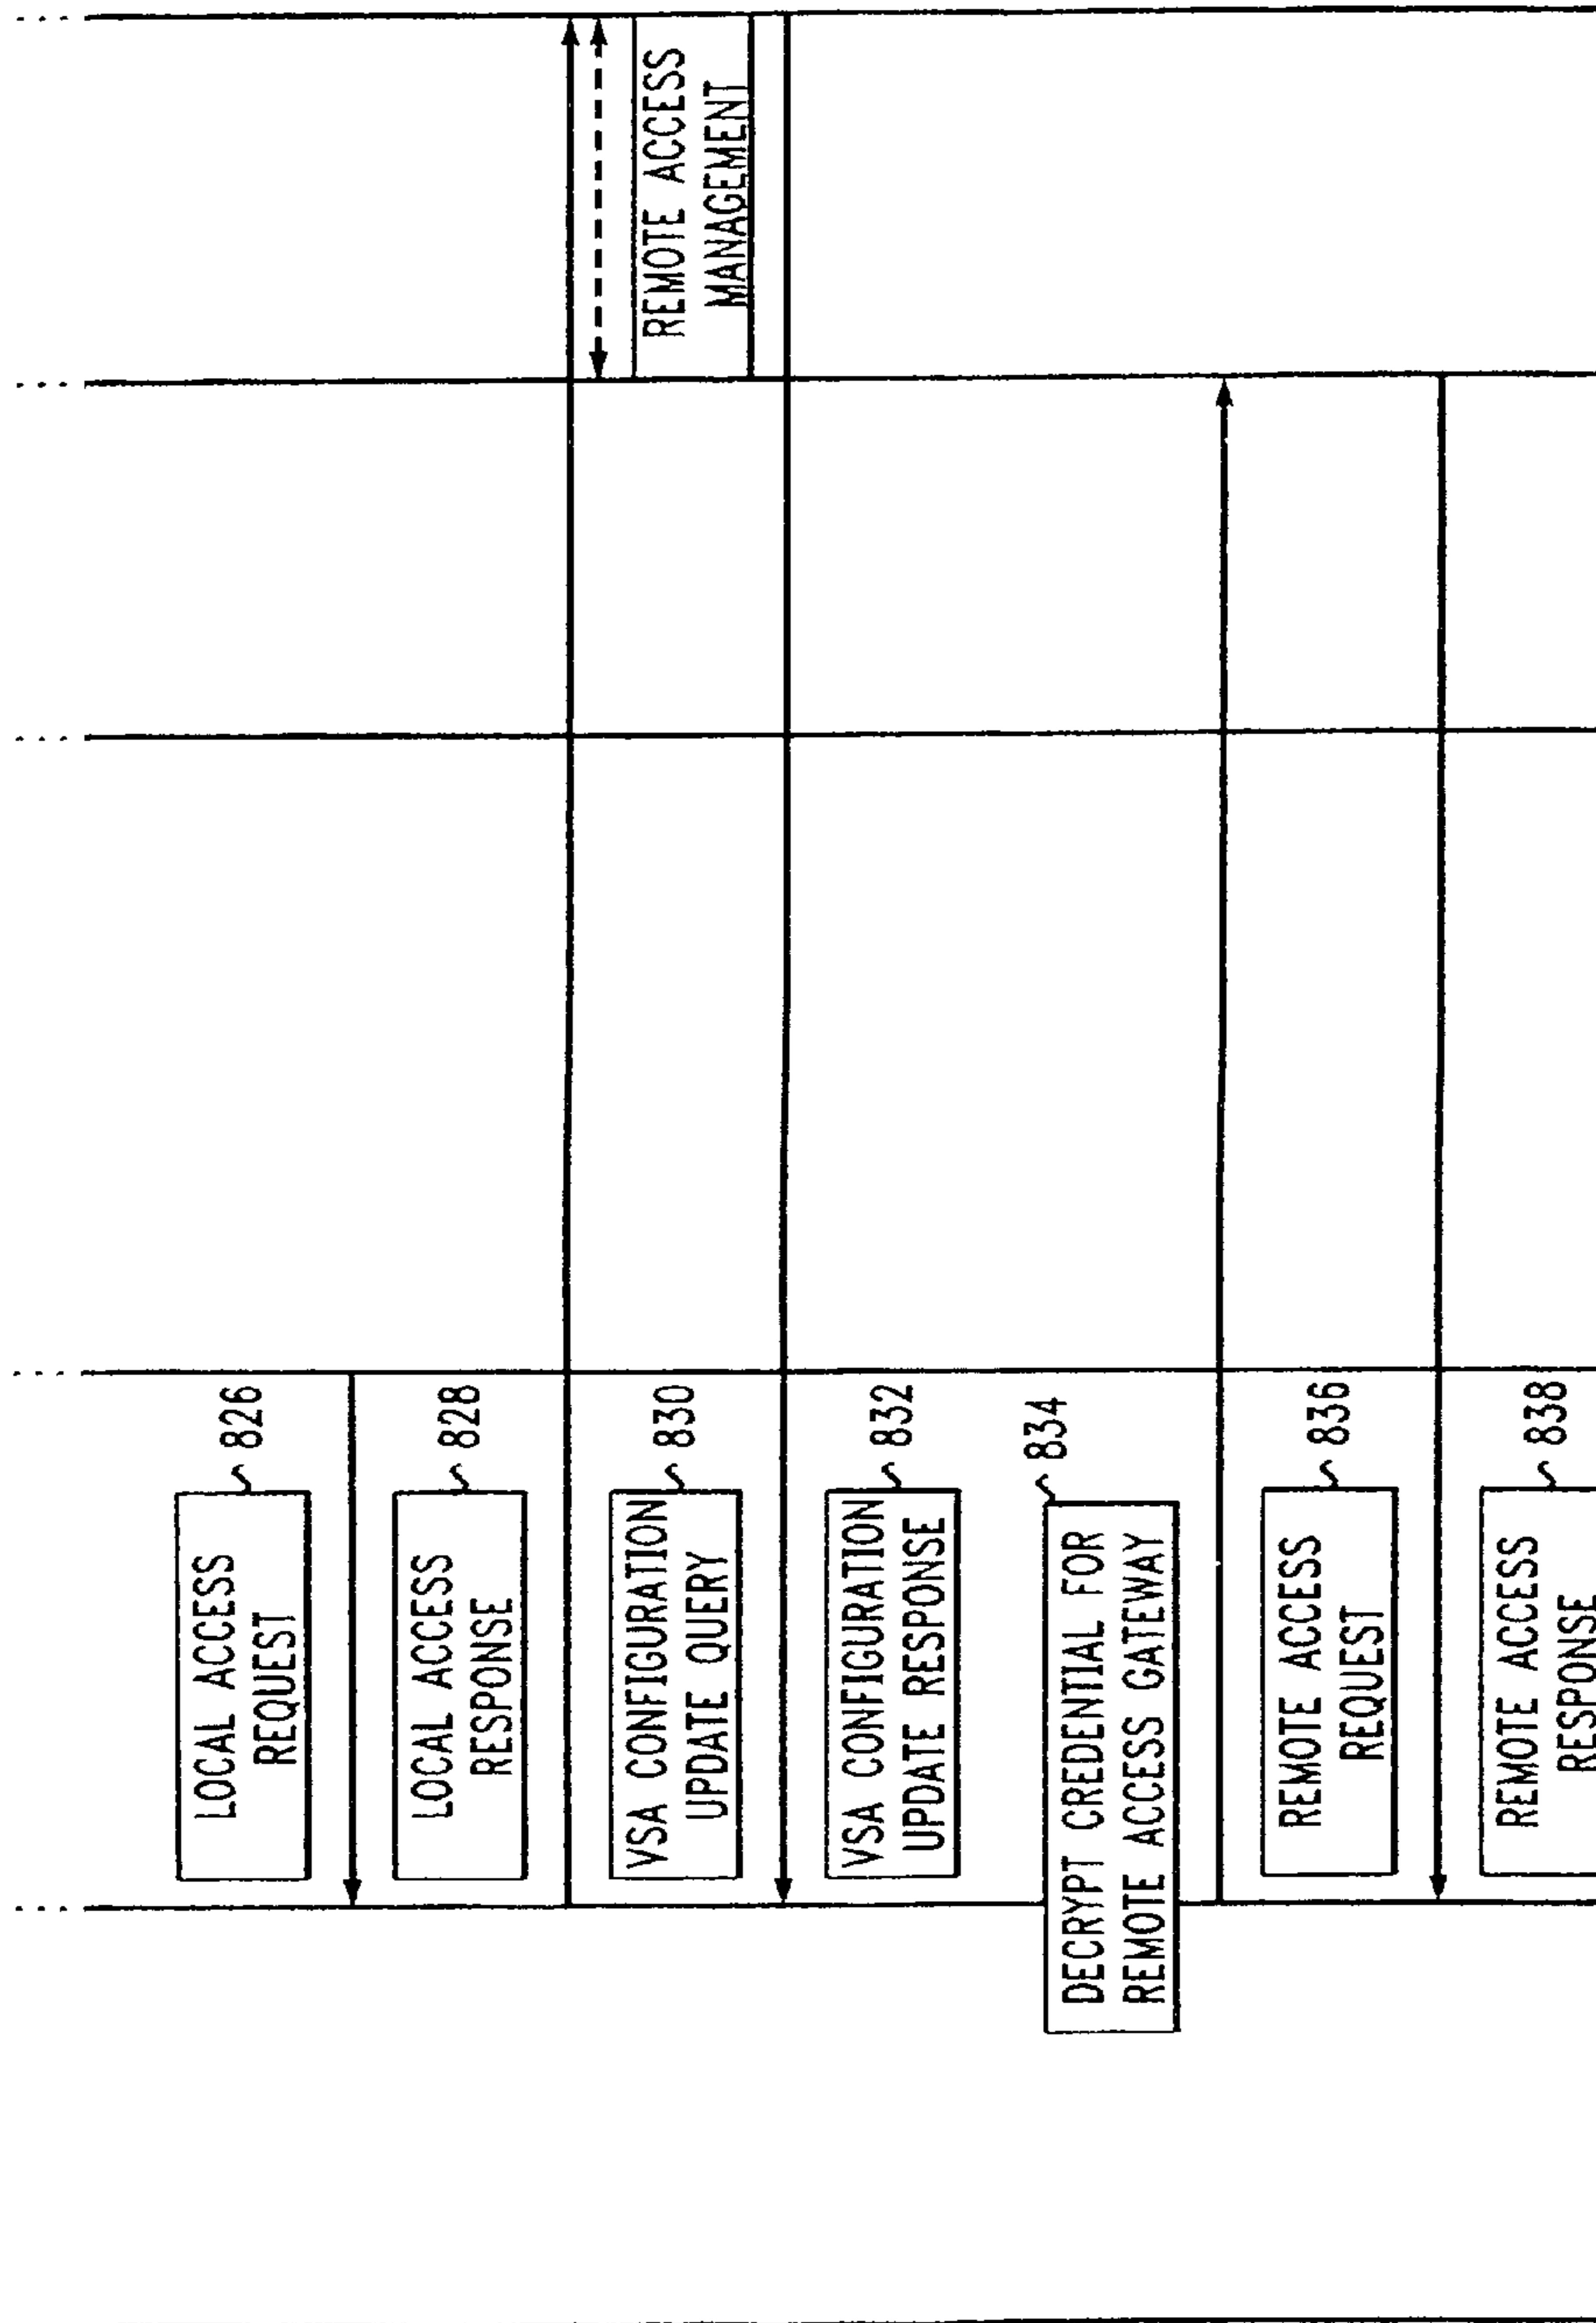 LOCAL ACCESS
REQUEST
826
LOCAL ACCESS
RESPONSE
828
REMOTE ACCESS
MANAGEMENT
VSA CONFIGURATION
UPDATE QUERY
830
VSA CONFIGURATION
UPDATE RESPONSE
832
DECRYPT CREDENTIAL FOR
REMOTE ACCESS GATEWAY
834
REMOTE ACCESS
REQUEST
836
REMOTE ACCESS
RESPONSE
838